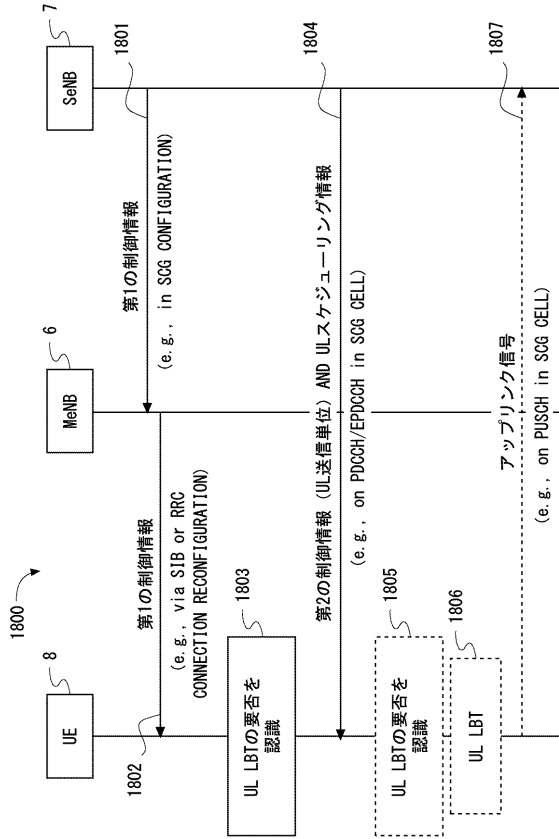 1800
UE
8
MeNB
6
SeNB
7
第1の制御情報
(e.g., in SCG CONFIGURATION)
1801
第1の制御情報
(e.g., via SIB or RRC
CONNECTION RECONFIGURATION)
1802
UL LBTの要否を
認識
1803
第2の制御情報（UL送信単位）AND ULスケジューリング情報
(e.g., on PDCCH/EPDCCH in SCG CELL)
1804
UL LBTの要否を
認識
1805
UL LBT
1806
アップリンク信号
(e.g., on PUSCH in SCG CELL)
1807